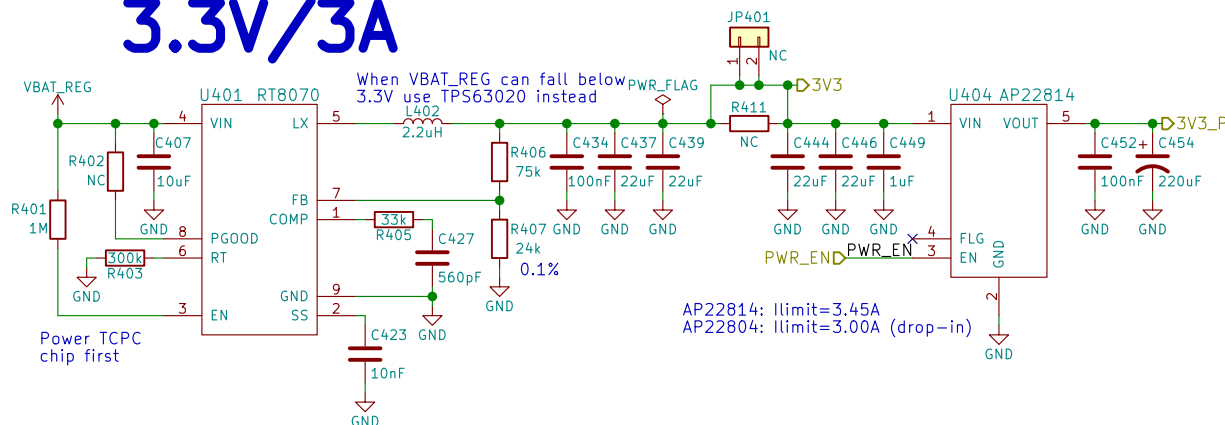 3.3V/3A
JP401
1
2
NC
VBAT_REG
When VBAT_REG can fall below
3.3V use TPS63020 instead
PWR_FLAG
3V3
U401
RT8070
L402
2.2uH
R411
NC
U404
AP22814
4
VIN
LX
5
1
VIN
VOUT
5
3V3_P
R402
NC
C407
10uF
GND
R406
75k
C434
100nF
GND
C437
22uF
GND
C439
22uF
GND
C444
22uF
GND
C446
22uF
GND
C449
1uF
GND
C452
100nF
GND
C454
+
220uF
GND
R401
1M
FB
7
COMP
1
33k
R405
C427
560pF
R407
24k
0.1%
GND
8
PGOOD
6
RT
300k
R403
GND
4
FLG
3
EN
GND
2
GND
PWR_EN
PWR_EN
GND
9
GND
3
EN
SS
2
C423
10nF
GND
Power TCPC
chip first
AP22814: Ilimit=3.45A
AP22804: Ilimit=3.00A (drop-in)